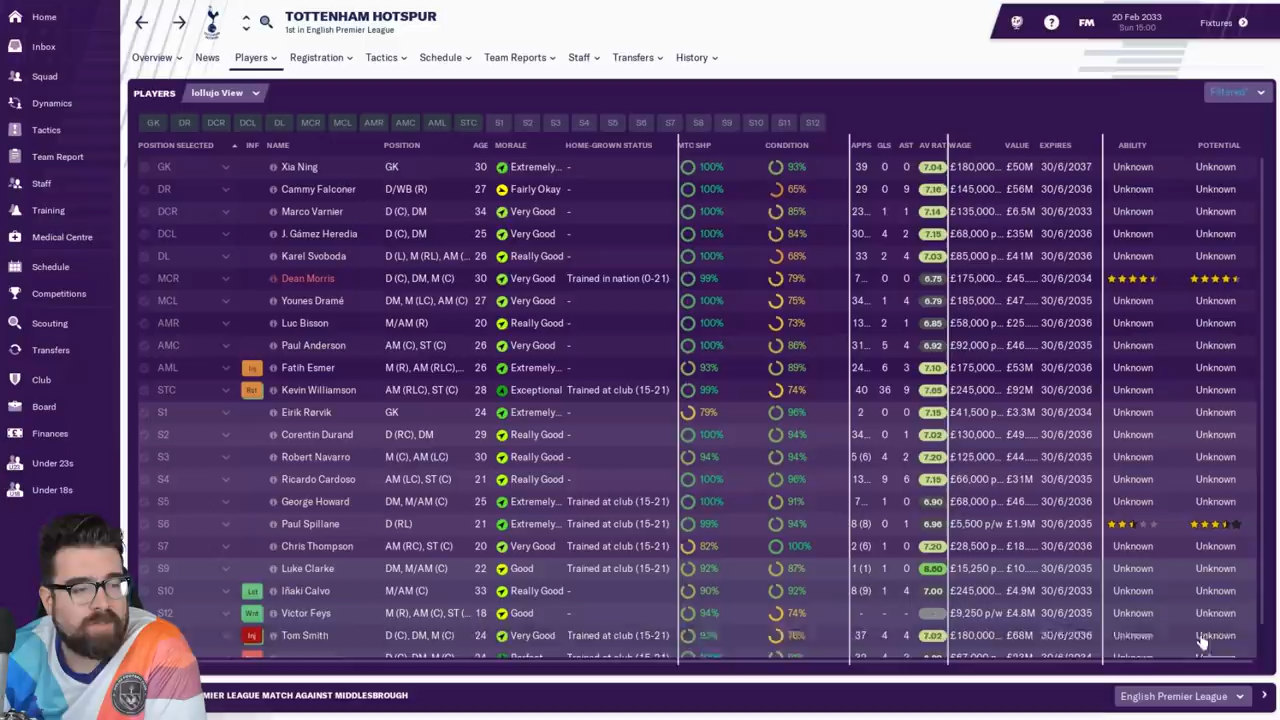 Home
Inbox
Squad
Dynamics
Tactics
Team Report
Staff
Training
Medical Centre
Schedule
Competitions
Scouting
Transfers
Club
Board
Finances
Under 23s
Under 18s
TOTTENHAM HOTSPUR
1st in English Premier League
FM 20 Feb 2033 Fixtures
Sun 15:00
Overview News Players Registration Tactics Schedule Team Reports Staff Transfers History
PLAYERS lollujo View Filtered
GK DR DCR DCL DL MCR MCL AMR AMC AML STC S1 S2 S3 S4 S5 S6 S7 S8 S9 S10 S11 S12
POSITION SELECTED INF NAME POSITION AGE MORALE HOME-GROWN STATUS MTC SHP CONDITION APPS GLS AST AV RAT WAGE VALUE EXPIRES ABILITY POTENTIAL
GK Xia Ning GK 30 Extremely... - 100% 93% 39 0 0 7.04 £180,000... £50M 30/6/2037 Unknown Unknown
DR Cammy Falconer D/WB (R) 27 Fairly Okay - 100% 65% 29 0 9 7.16 £145,000... £56M 30/6/2036 Unknown Unknown
DCR Marco Varnier D (C), DM 34 Very Good - 100% 85% 23... 1 1 7.14 £135,000... £6.5M 30/6/2033 Unknown Unknown
DCL J. Gámez Heredia D (C), DM 25 Very Good - 100% 84% 30... 4 2 7.15 £68,000 p... £35M 30/6/2036 Unknown Unknown
DL Karel Svoboda D (L), M (RL), AM (... 26 Really Good - 100% 68% 33 2 4 7.03 £85,000 p... £41M 30/6/2036 Unknown Unknown
MCR Dean Morris D (C), DM, M (C) 30 Very Good Trained in nation (0-21) 99% 79% 7... 0 0 6.75 £175,000... £45... 30/6/2034
MCL Younes Dramé DM, M (LC), AM (C) 27 Very Good - 100% 75% 34... 1 4 6.79 £185,000... £47... 30/6/2035 Unknown Unknown
AMR Luc Bisson M/AM (R) 20 Really Good - 100% 73% 13... 2 1 6.85 £58,000 p... £25... 30/6/2036 Unknown Unknown
AMC Paul Anderson AM (C), ST (C) 26 Very Good - 100% 86% 31... 5 4 6.92 £92,000 p... £46... 30/6/2036 Unknown Unknown
AML Inj Fatih Esmer M (R), AM (RLC),... 26 Extremely... - 93% 89% 24... 6 3 7.10 £175,000... £53M 30/6/2036 Unknown Unknown
STC Rst Kevin Williamson AM (RLC), ST (C) 28 Exceptional Trained at club (15-21) 99% 74% 40 36 9 7.65 £245,000... £92M 30/6/2036 Unknown Unknown
S1 Eirik Rørvik GK 24 Extremely... - 79% 96% 2 0 0 7.15 £41,500 p... £3.3M 30/6/2034 Unknown Unknown
S2 Corentin Durand D (RC), DM 29 Really Good - 100% 94% 34... 0 1 7.02 £130,000... £49... 30/6/2036 Unknown Unknown
S3 Robert Navarro M (C), AM (LC) 30 Really Good - 94% 94% 5 (6) 4 2 7.20 £125,000... £44... 30/6/2035 Unknown Unknown
S4 Ricardo Cardoso AM (LC), ST (C) 21 Really Good - 100% 96% 13... 9 6 7.15 £66,000 p... £31M 30/6/2035 Unknown Unknown
S5 George Howard DM, M/AM (C) 25 Extremely... Trained at club (15-21) 100% 91% 7... 1 0 6.90 £68,000 p... £46... 30/6/2036 Unknown Unknown
S6 Paul Spillane D (RL) 21 Extremely... Trained at club (15-21) 99% 94% 8 (8) 0 1 6.96 £5,500 p/w £1.9M 30/6/2035
S7 Chris Thompson AM (RC), ST (C) 20 Very Good Trained at club (15-21) 82% 100% 2 (6) 1 0 7.20 £28,500 p... £18... 30/6/2036 Unknown Unknown
S9 Luke Clarke DM, M/AM (C) 22 Good Trained at club (15-21) 92% 87% 1 (1) 1 0 8.60 £15,250 p... £10... 30/6/2035 Unknown Unknown
S10 Lst Iñaki Calvo M/AM (C) 33 Really Good - 90% 92% 8 (9) 1 0 7.00 £245,000... £4.9M 30/6/2033 Unknown Unknown
S12 Wnt Victor Feys M (R), AM (C), ST (... 18 Good - 94% 74% - - - - £9,250 p/w £4.8M 30/6/2035 Unknown Unknown
Inj Tom Smith D (C), DM, M (C) 24 Very Good Trained at club (15-21) 37 4 4 7.02 £180,000... £68M 30/6/2036 Unknown Unknown
MIER LEAGUE MATCH AGAINST MIDDLESBROUGH
English Premier League